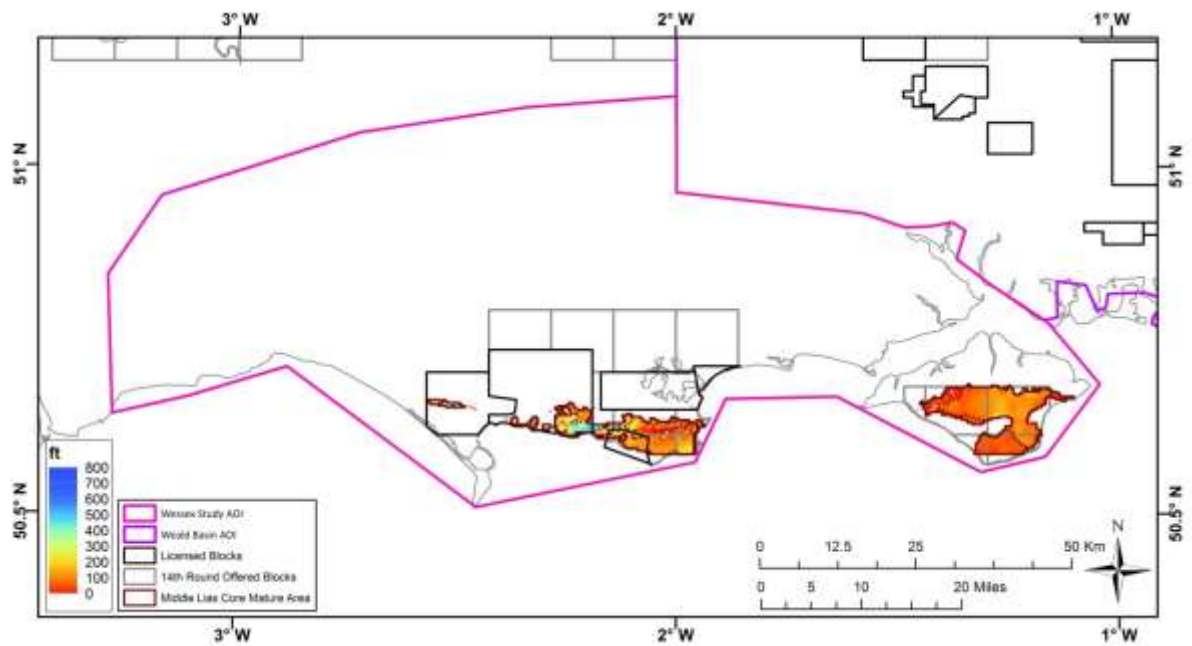 3° W 2° W 1° W
51° N 51° N
ft
800
700
600
500
400
300
200
100
0
50.5° N 50.5° N
Wessex Study AOI
Weald Basin AOI
Licensed Blocks
14th Round Offered Blocks
Middle Lias Core Mature Area
N
0 12.5 25 50 Km
0 5 10 20 Miles
3° W 2° W 1° W